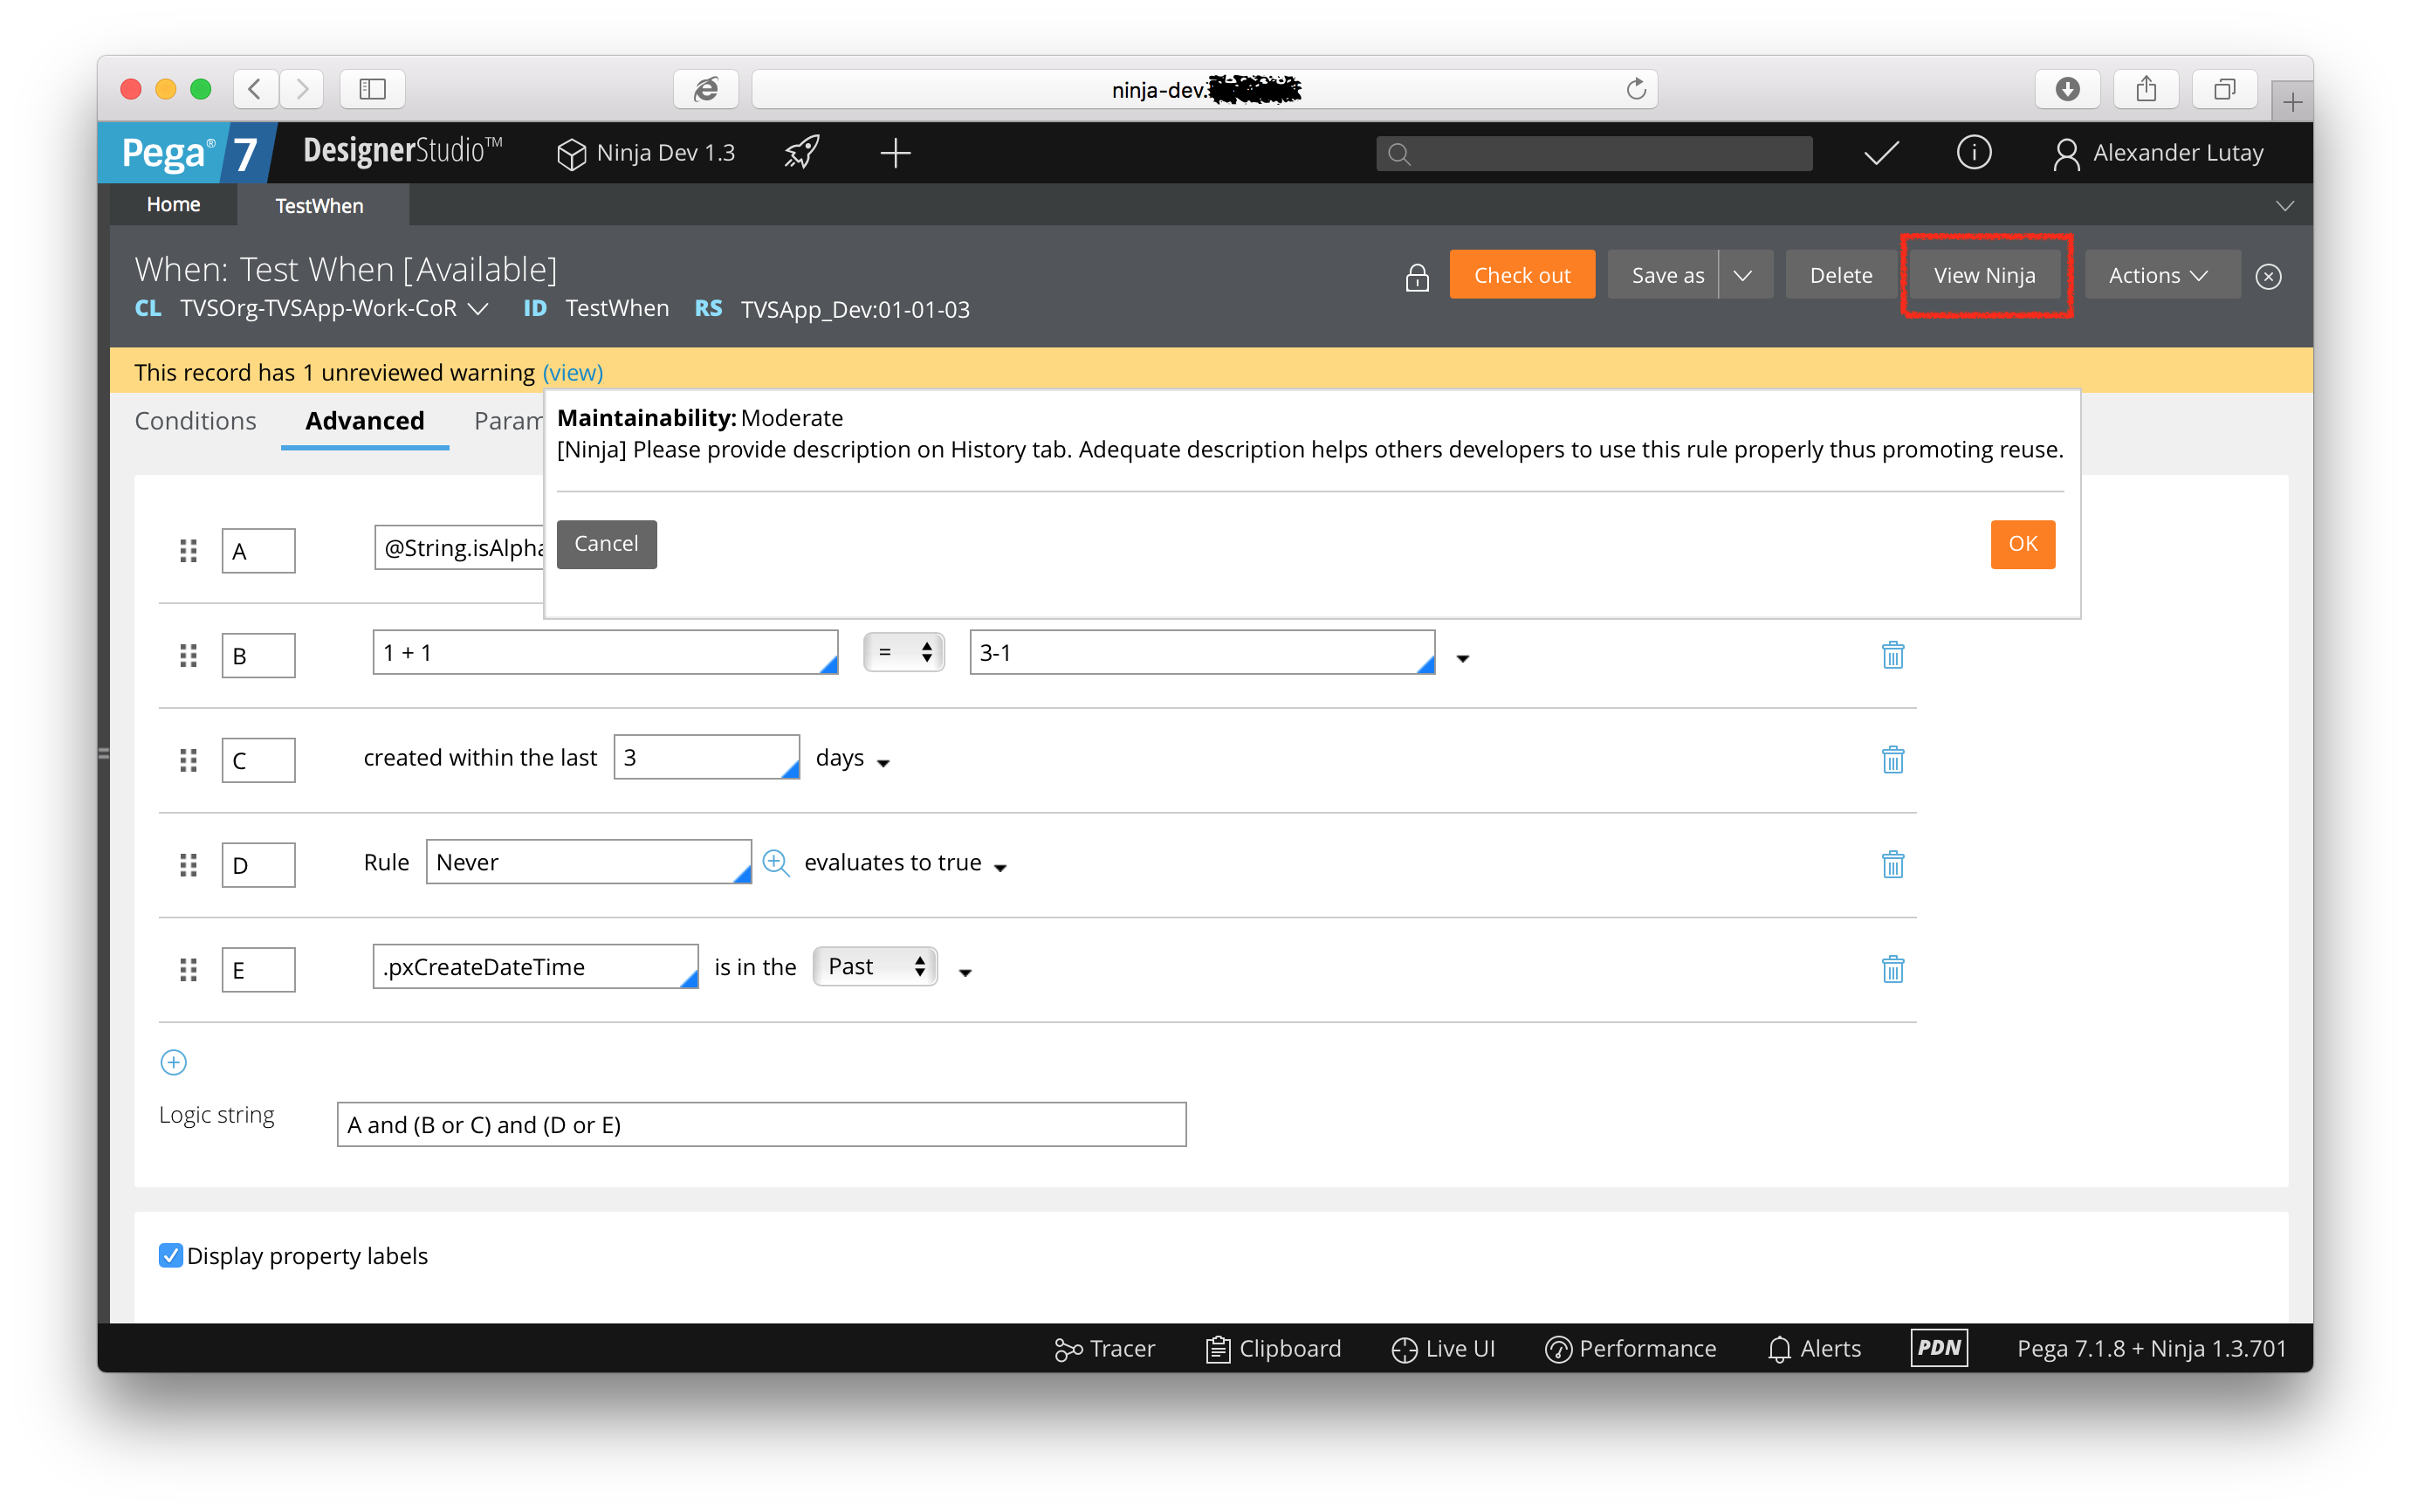 ninja-dev.
Pega® 7 DesignerStudio™ Ninja Dev 1.3 Alexander Lutay
Home TestWhen
When: Test When [Available]
Check out Save as Delete View Ninja Actions
CL TVSOrg-TVSApp-Work-CoR ID TestWhen RS TVSApp_Dev:01-01-03
This record has 1 unreviewed warning (view)
Conditions Advanced
Maintainability: Moderate
[Ninja] Please provide description on History tab. Adequate description helps others developers to use this rule properly thus promoting reuse.
Cancel OK
A
B 1 + 1 = 3-1
C created within the last 3 days
D Rule Never evaluates to true
E .pxCreateDateTime is in the Past
Logic string A and (B or C) and (D or E)
Display property labels
Tracer Clipboard Live UI Performance Alerts PDN Pega 7.1.8 + Ninja 1.3.701